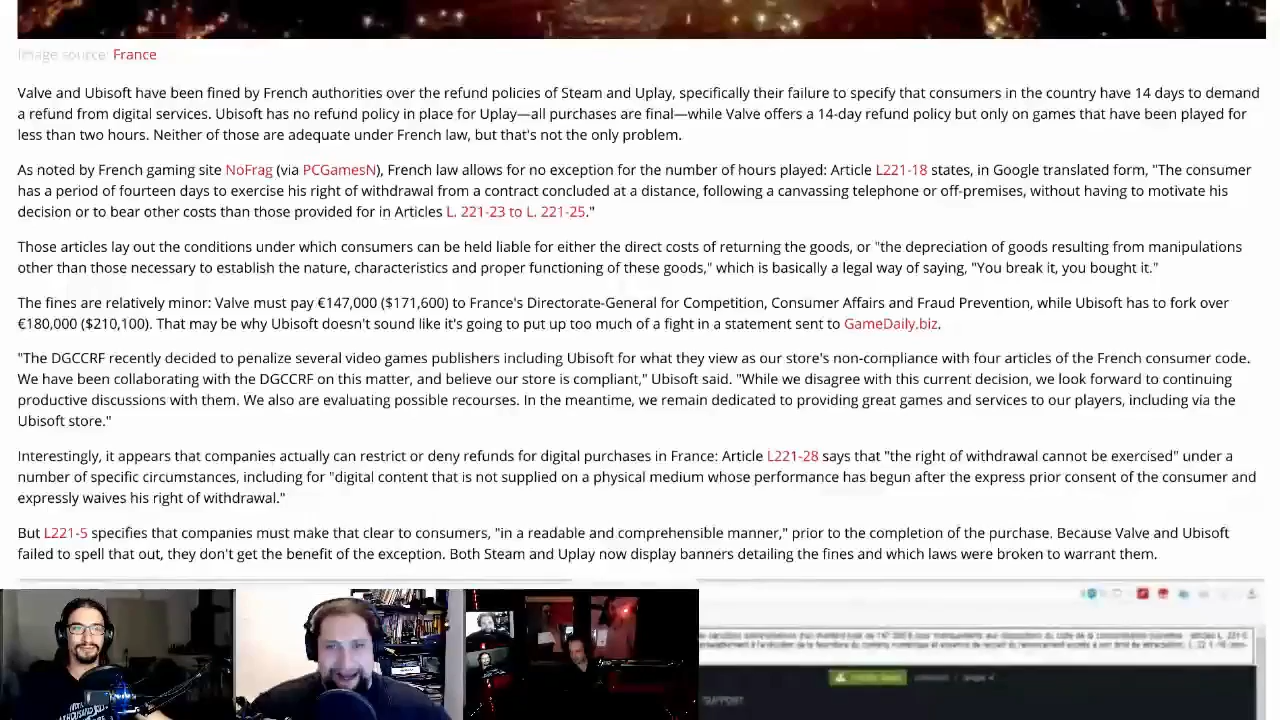 Image source: France
Valve and Ubisoft have been fined by French authorities over the refund policies of Steam and Uplay, specifically their failure to specify that consumers in the country have 14 days to demand
a refund from digital services. Ubisoft has no refund policy in place for Uplay—all purchases are final—while Valve offers a 14-day refund policy but only on games that have been played for
less than two hours. Neither of those are adequate under French law, but that's not the only problem.
As noted by French gaming site NoFrag (via PCGamesN), French law allows for no exception for the number of hours played: Article L221-18 states, in Google translated form, "The consumer
has a period of fourteen days to exercise his right of withdrawal from a contract concluded at a distance, following a canvassing telephone or off-premises, without having to motivate his
decision or to bear other costs than those provided for in Articles L. 221-23 to L. 221-25."
Those articles lay out the conditions under which consumers can be held liable for either the direct costs of returning the goods, or "the depreciation of goods resulting from manipulations
other than those necessary to establish the nature, characteristics and proper functioning of these goods," which is basically a legal way of saying, "You break it, you bought it."
The fines are relatively minor: Valve must pay €147,000 ($171,600) to France's Directorate-General for Competition, Consumer Affairs and Fraud Prevention, while Ubisoft has to fork over
€180,000 ($210,100). That may be why Ubisoft doesn't sound like it's going to put up too much of a fight in a statement sent to GameDaily.biz.
"The DGCCRF recently decided to penalize several video games publishers including Ubisoft for what they view as our store's non-compliance with four articles of the French consumer code.
We have been collaborating with the DGCCRF on this matter, and believe our store is compliant," Ubisoft said. "While we disagree with this current decision, we look forward to continuing
productive discussions with them. We also are evaluating possible recourses. In the meantime, we remain dedicated to providing great games and services to our players, including via the
Ubisoft store."
Interestingly, it appears that companies actually can restrict or deny refunds for digital purchases in France: Article L221-28 says that "the right of withdrawal cannot be exercised" under a
number of specific circumstances, including for "digital content that is not supplied on a physical medium whose performance has begun after the express prior consent of the consumer and
expressly waives his right of withdrawal."
But L221-5 specifies that companies must make that clear to consumers, "in a readable and comprehensible manner," prior to the completion of the purchase. Because Valve and Ubisoft
failed to spell that out, they don't get the benefit of the exception. Both Steam and Uplay now display banners detailing the fines and which laws were broken to warrant them.
SUPPORT